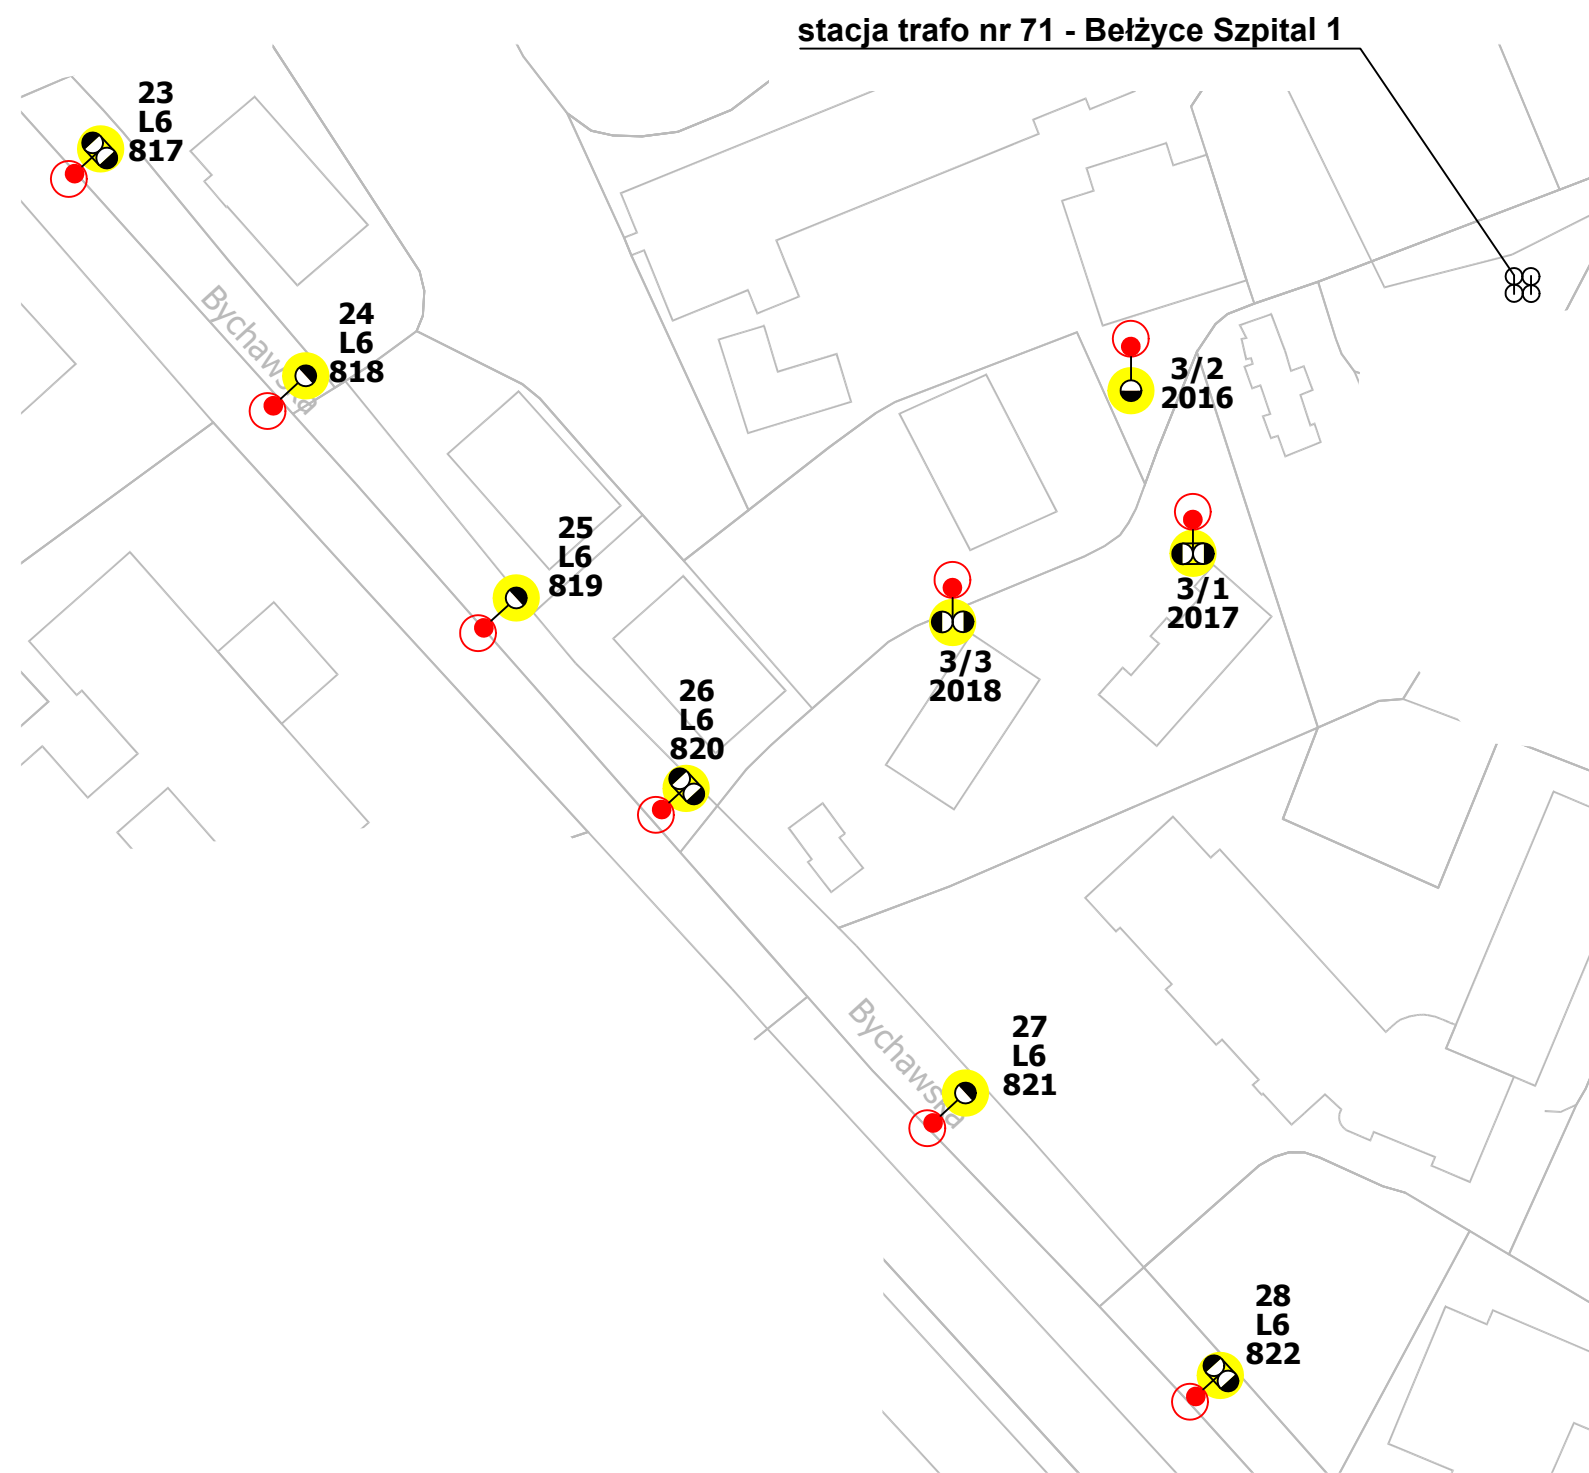 stacja trafo nr 71 - Bełżyce Szpital 1
23
L6
817
Bychawska
24
L6
818
3/2
2016
25
L6
819
3/1
2017
3/3
2018
26
L6
820
Bychawska
27
L6
821
28
L6
822